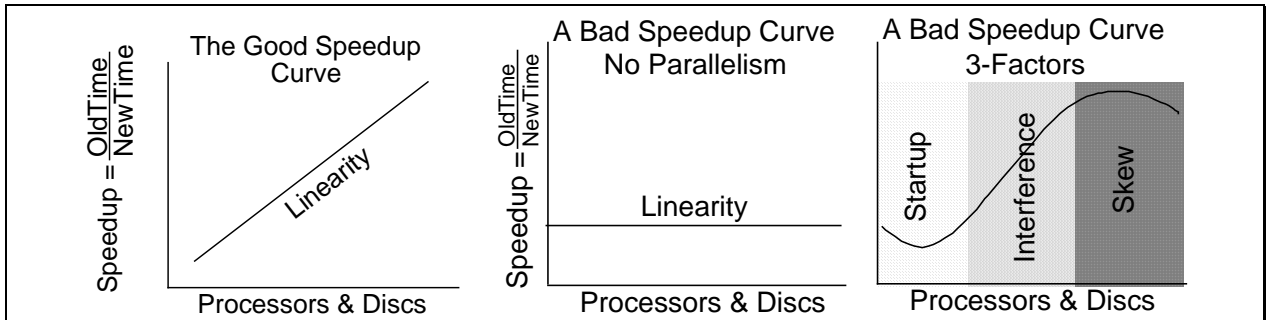 The Good Speedup
Curve
Speedup = OldTime
NewTime
Linearity
Processors & Discs
A Bad Speedup Curve
No Parallelism
Speedup = OldTime
NewTime
Linearity
Processors & Discs
A Bad Speedup Curve
3-Factors
Startup
Interference
Skew
Processors & Discs